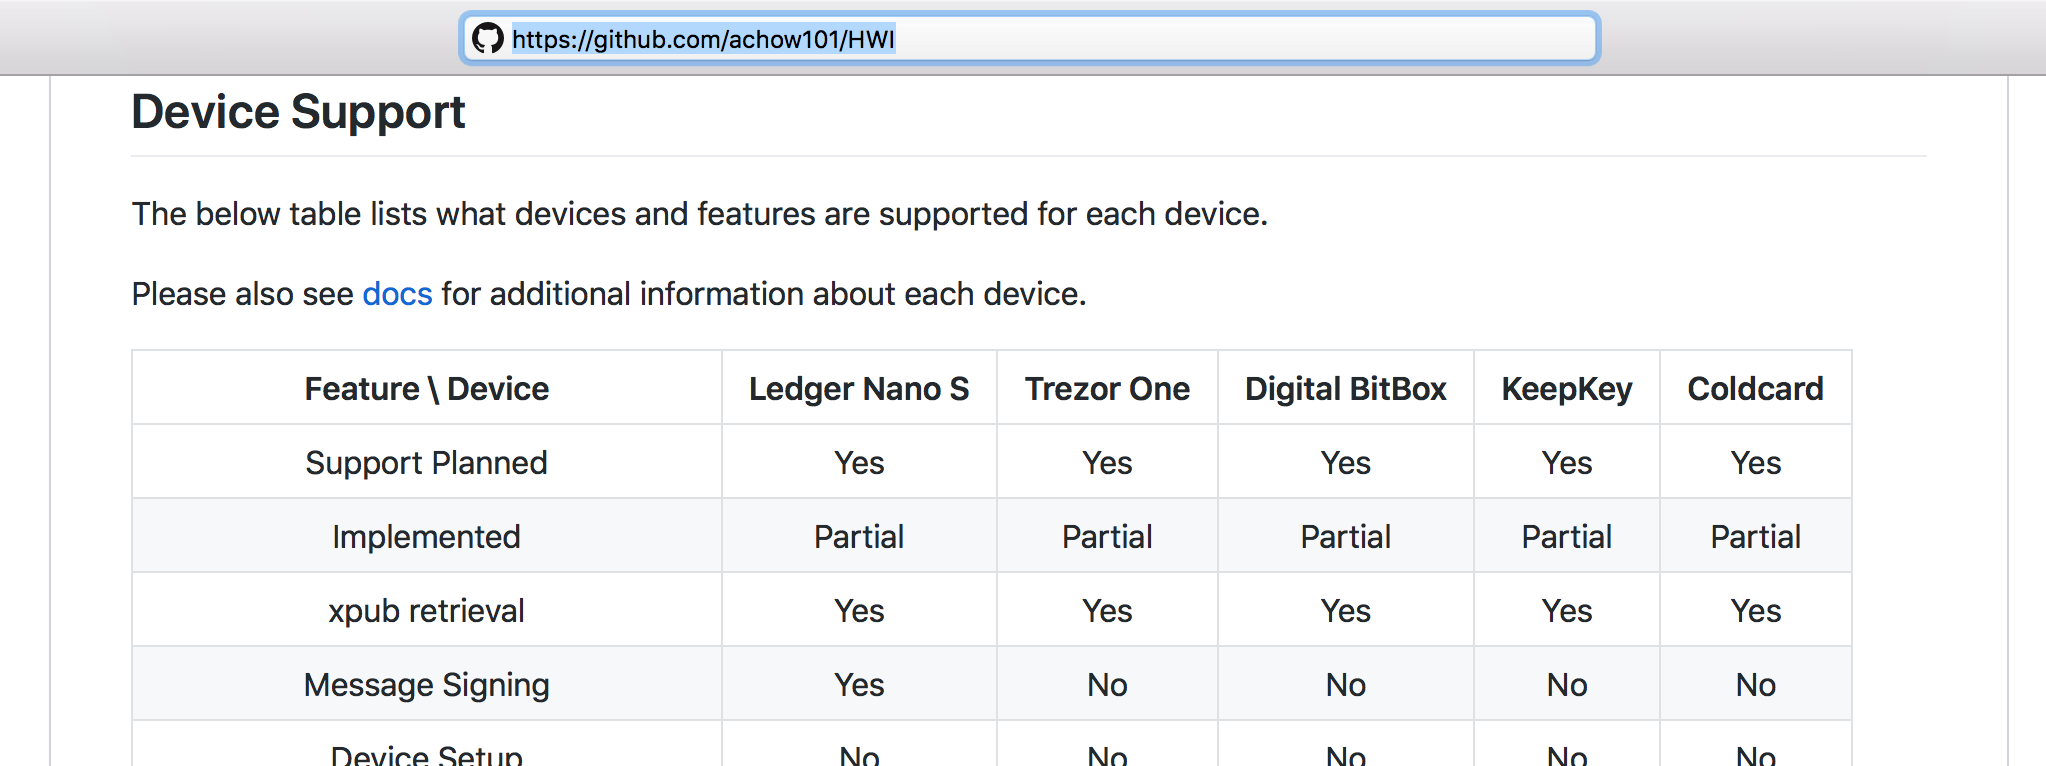 https://github.com/achow101/HWI
Device Support
The below table lists what devices and features are supported for each device.
Please also see docs for additional information about each device.
Feature \ Device Ledger Nano S Trezor One Digital BitBox KeepKey Coldcard
Support Planned Yes Yes Yes Yes Yes
Implemented Partial Partial Partial Partial Partial
xpub retrieval Yes Yes Yes Yes Yes
Message Signing Yes No No No No
Device Setup No No No No No